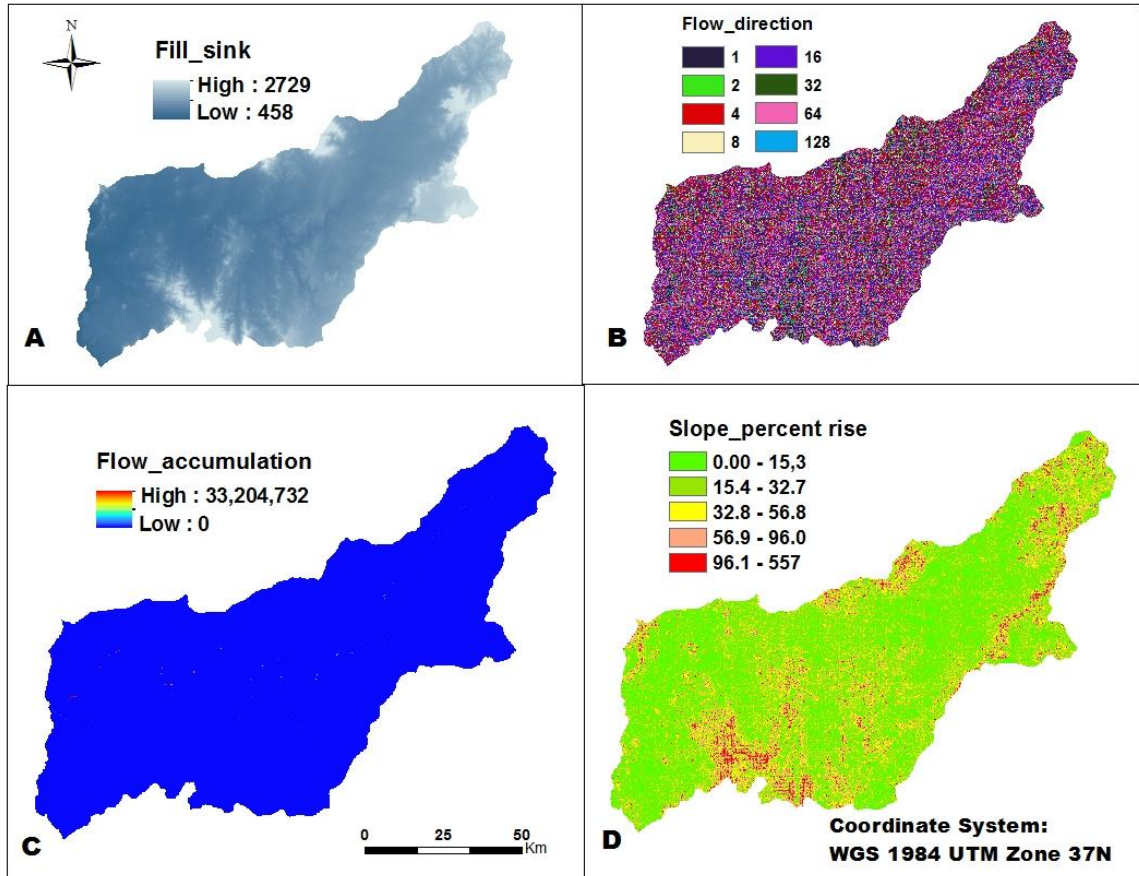 N
Fill_sink
High : 2729
Low : 458
A
Flow_direction
1 16
2 32
4 64
8 128
B
Flow_accumulation
High : 33,204,732
Low : 0
C
0 25 50
Km
Slope_percent rise
0.00 - 15,3
15.4 - 32.7
32.8 - 56.8
56.9 - 96.0
96.1 - 557
D
Coordinate System:
WGS 1984 UTM Zone 37N